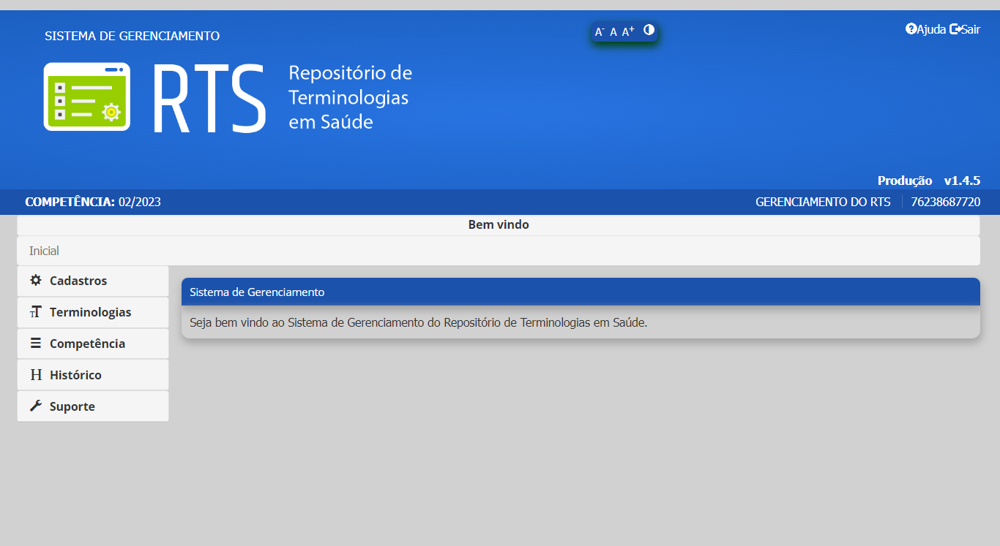 SISTEMA DE GERENCIAMENTO
A- A A+
Ajuda Sair
RTS
Repositório de
Terminologias
em Saúde
Produção v1.4.5
COMPETÊNCIA: 02/2023
GERENCIAMENTO DO RTS 76238687720
Bem vindo
Inicial
Cadastros
Terminologias
Competência
Histórico
Suporte
Sistema de Gerenciamento
Seja bem vindo ao Sistema de Gerenciamento do Repositório de Terminologias em Saúde.